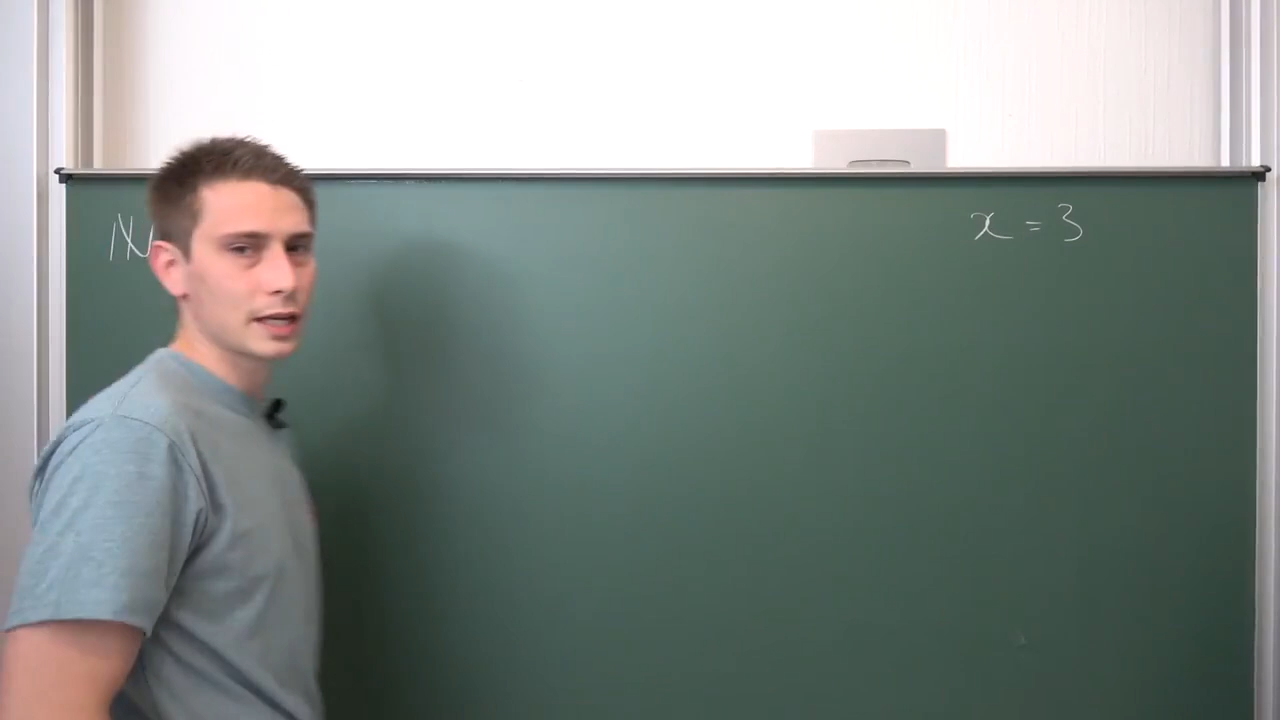 ℕ
x = 3